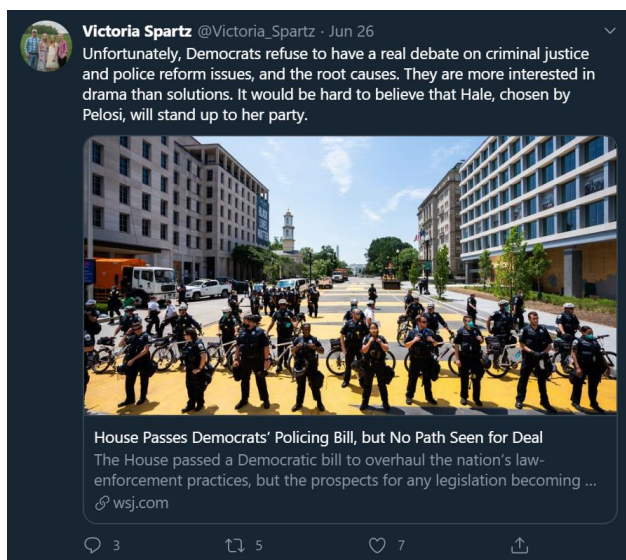 Victoria Spartz @Victoria_Spartz · Jun 26
Unfortunately, Democrats refuse to have a real debate on criminal justice
and police reform issues, and the root causes. They are more interested in
drama than solutions. It would be hard to believe that Hale, chosen by
Pelosi, will stand up to her party.
BLACK LIVES MATTER
House Passes Democrats’ Policing Bill, but No Path Seen for Deal
The House passed a Democratic bill to overhaul the nation’s law-
enforcement practices, but the prospects for any legislation becoming ...
wsj.com
3 5 7